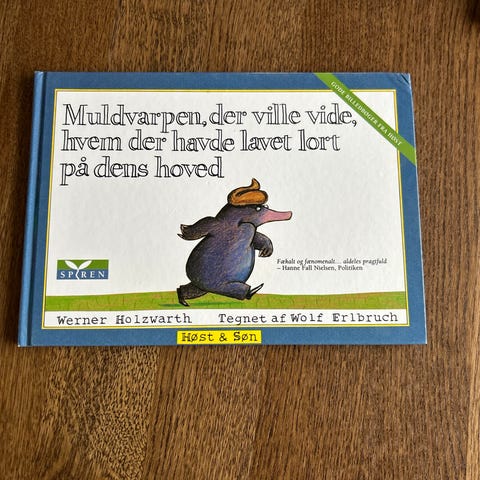 GODE BILLEDBØGER FRA HØST
Muldvarpen, der ville vide,
hvem der havde lavet lort
på dens hoved
Fækalt og fænomenalt... aldeles pragtfuld
– Hanne Fall Nielsen, Politiken
SPIREN
Werner Holzwarth Tegnet af Wolf Erlbruch
Høst & Søn